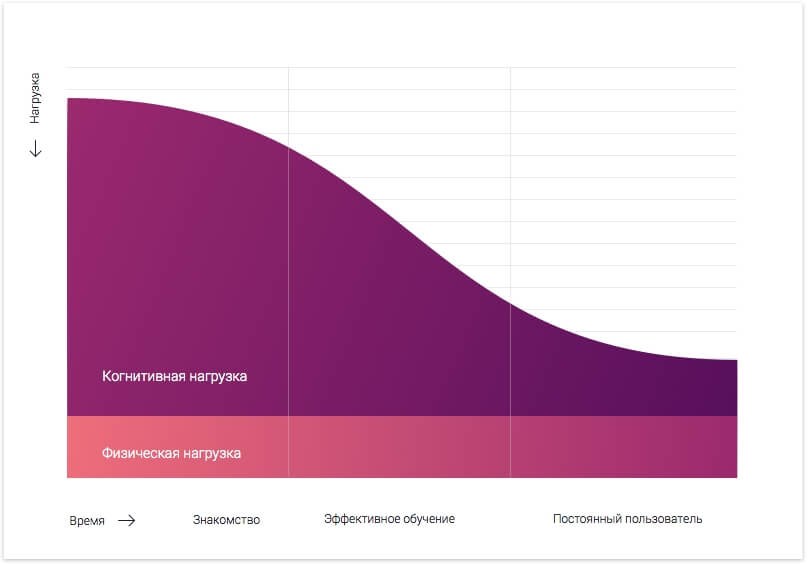 Нагрузка
Когнитивная нагрузка
Физическая нагрузка
Время
Знакомство
Эффективное обучение
Постоянный пользователь